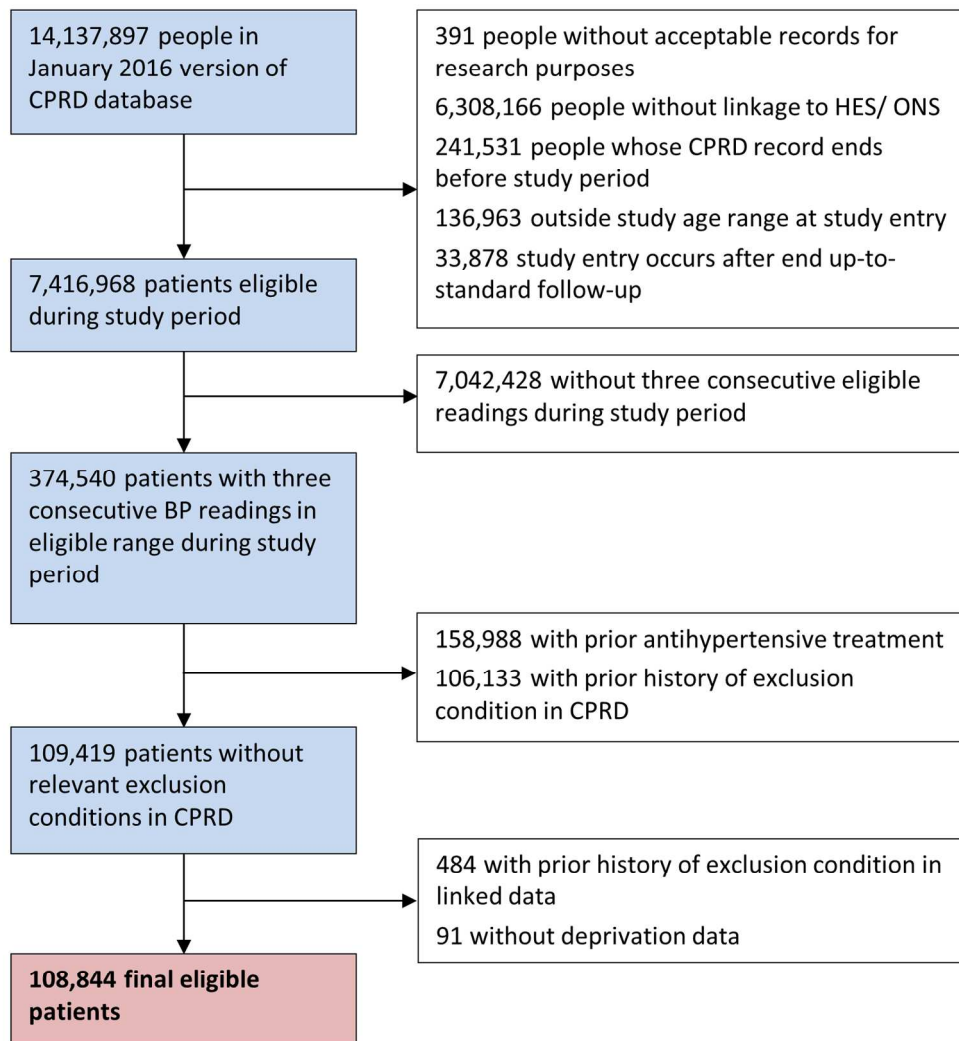 14,137,897 people in
January 2016 version of
CPRD database
391 people without acceptable records for
research purposes
6,308,166 people without linkage to HES/ ONS
241,531 people whose CPRD record ends
before study period
136,963 outside study age range at study entry
33,878 study entry occurs after end up-to-
standard follow-up
7,416,968 patients eligible
during study period
7,042,428 without three consecutive eligible
readings during study period
374,540 patients with three
consecutive BP readings in
eligible range during study
period
158,988 with prior antihypertensive treatment
106,133 with prior history of exclusion
condition in CPRD
109,419 patients without
relevant exclusion
conditions in CPRD
484 with prior history of exclusion condition in
linked data
91 without deprivation data
108,844 final eligible
patients